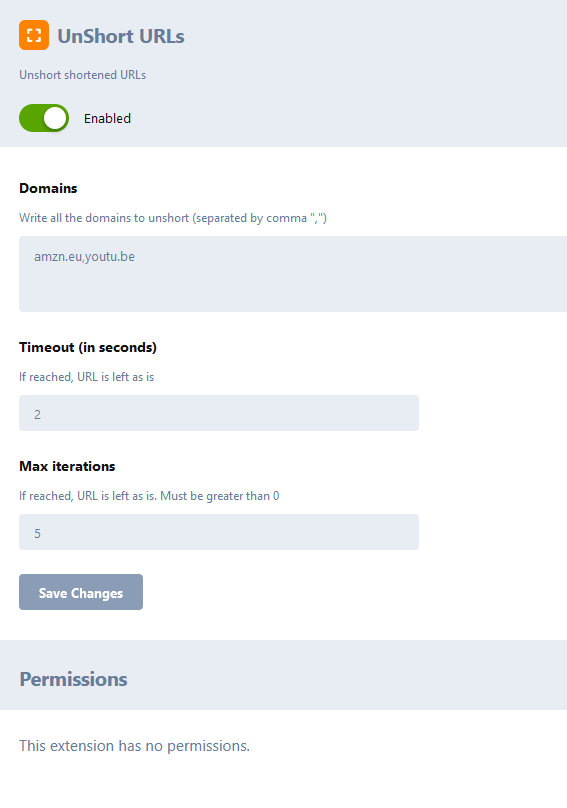 UnShort URLs
Unshort shortened URLs
Enabled
Domains
Write all the domains to unshort (separated by comma ",")
amzn.eu,youtu.be
Timeout (in seconds)
If reached, URL is left as is
2
Max iterations
If reached, URL is left as is. Must be greater than 0
5
Save Changes
Permissions
This extension has no permissions.